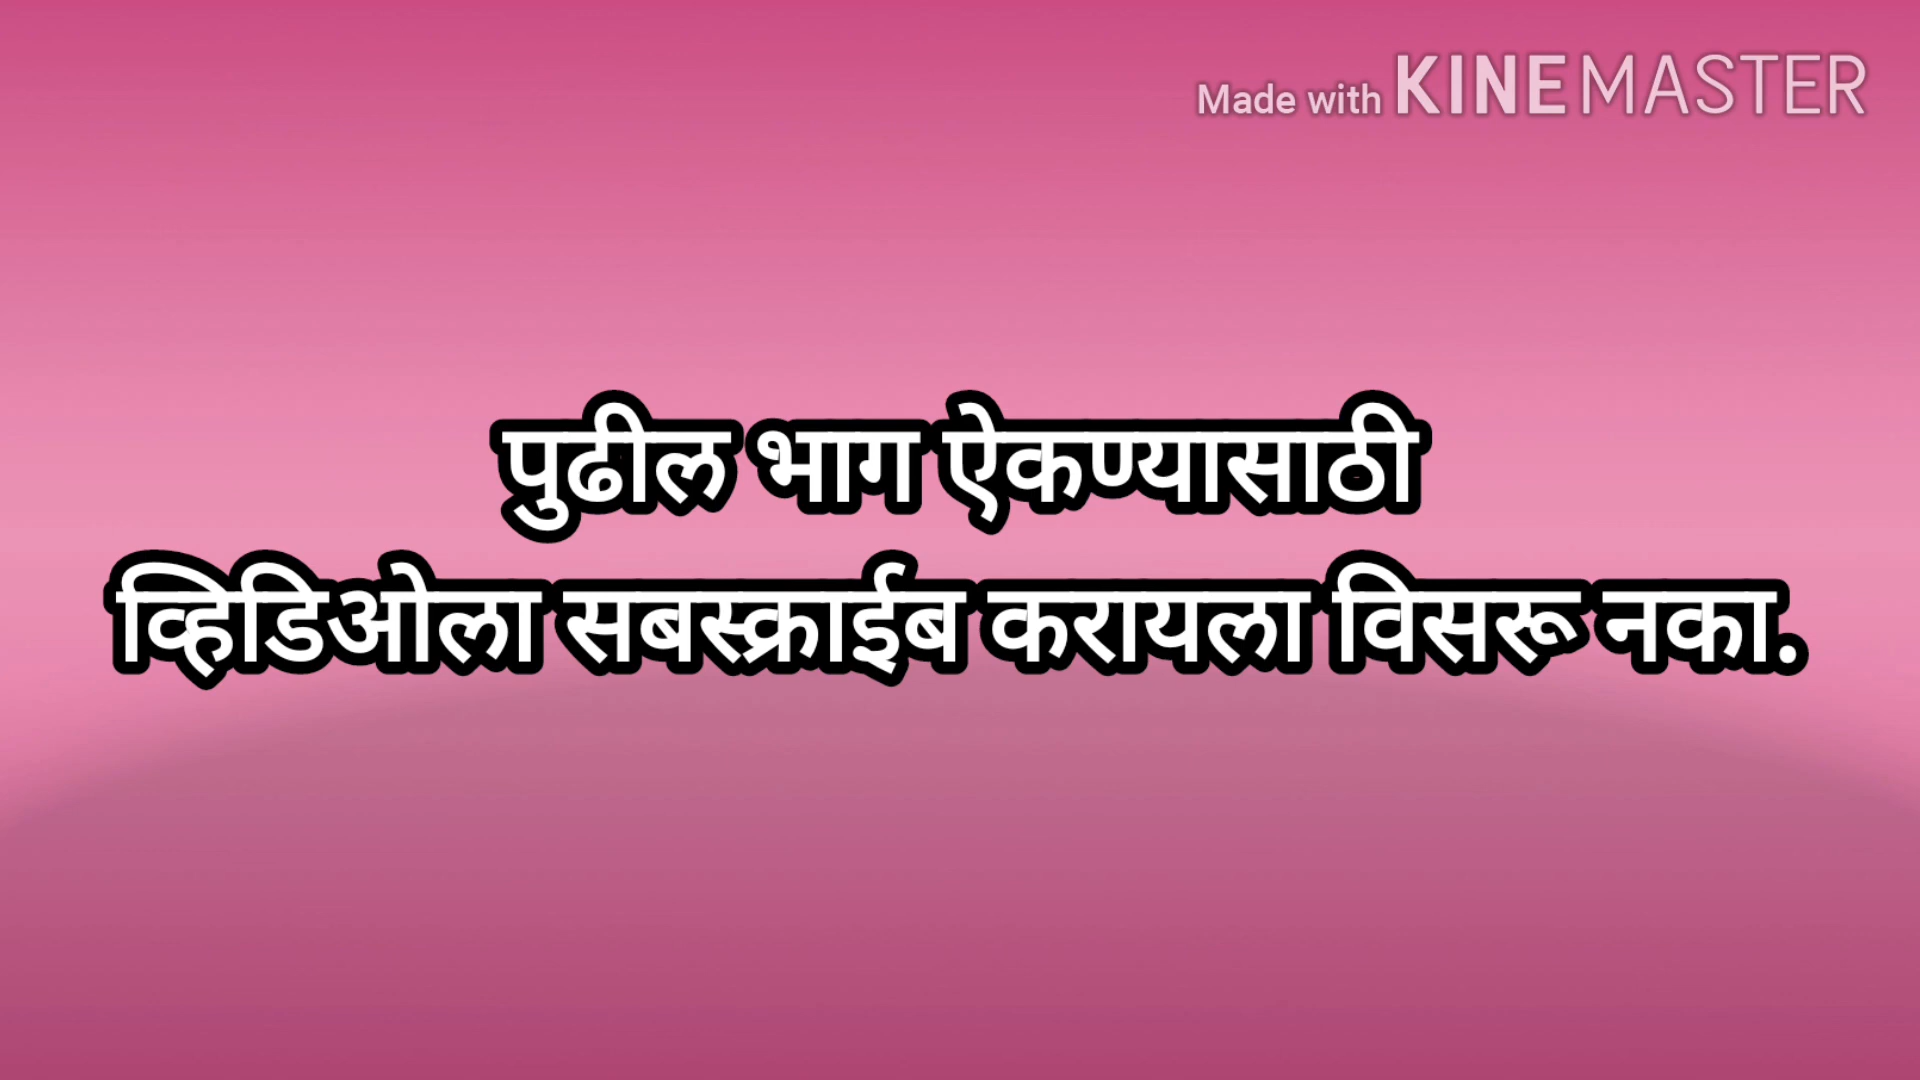 Made with KINEMASTER
पुढील भाग ऐकण्यासाठी
व्हिडिओला सबस्क्राईब करायला विसरू नका.